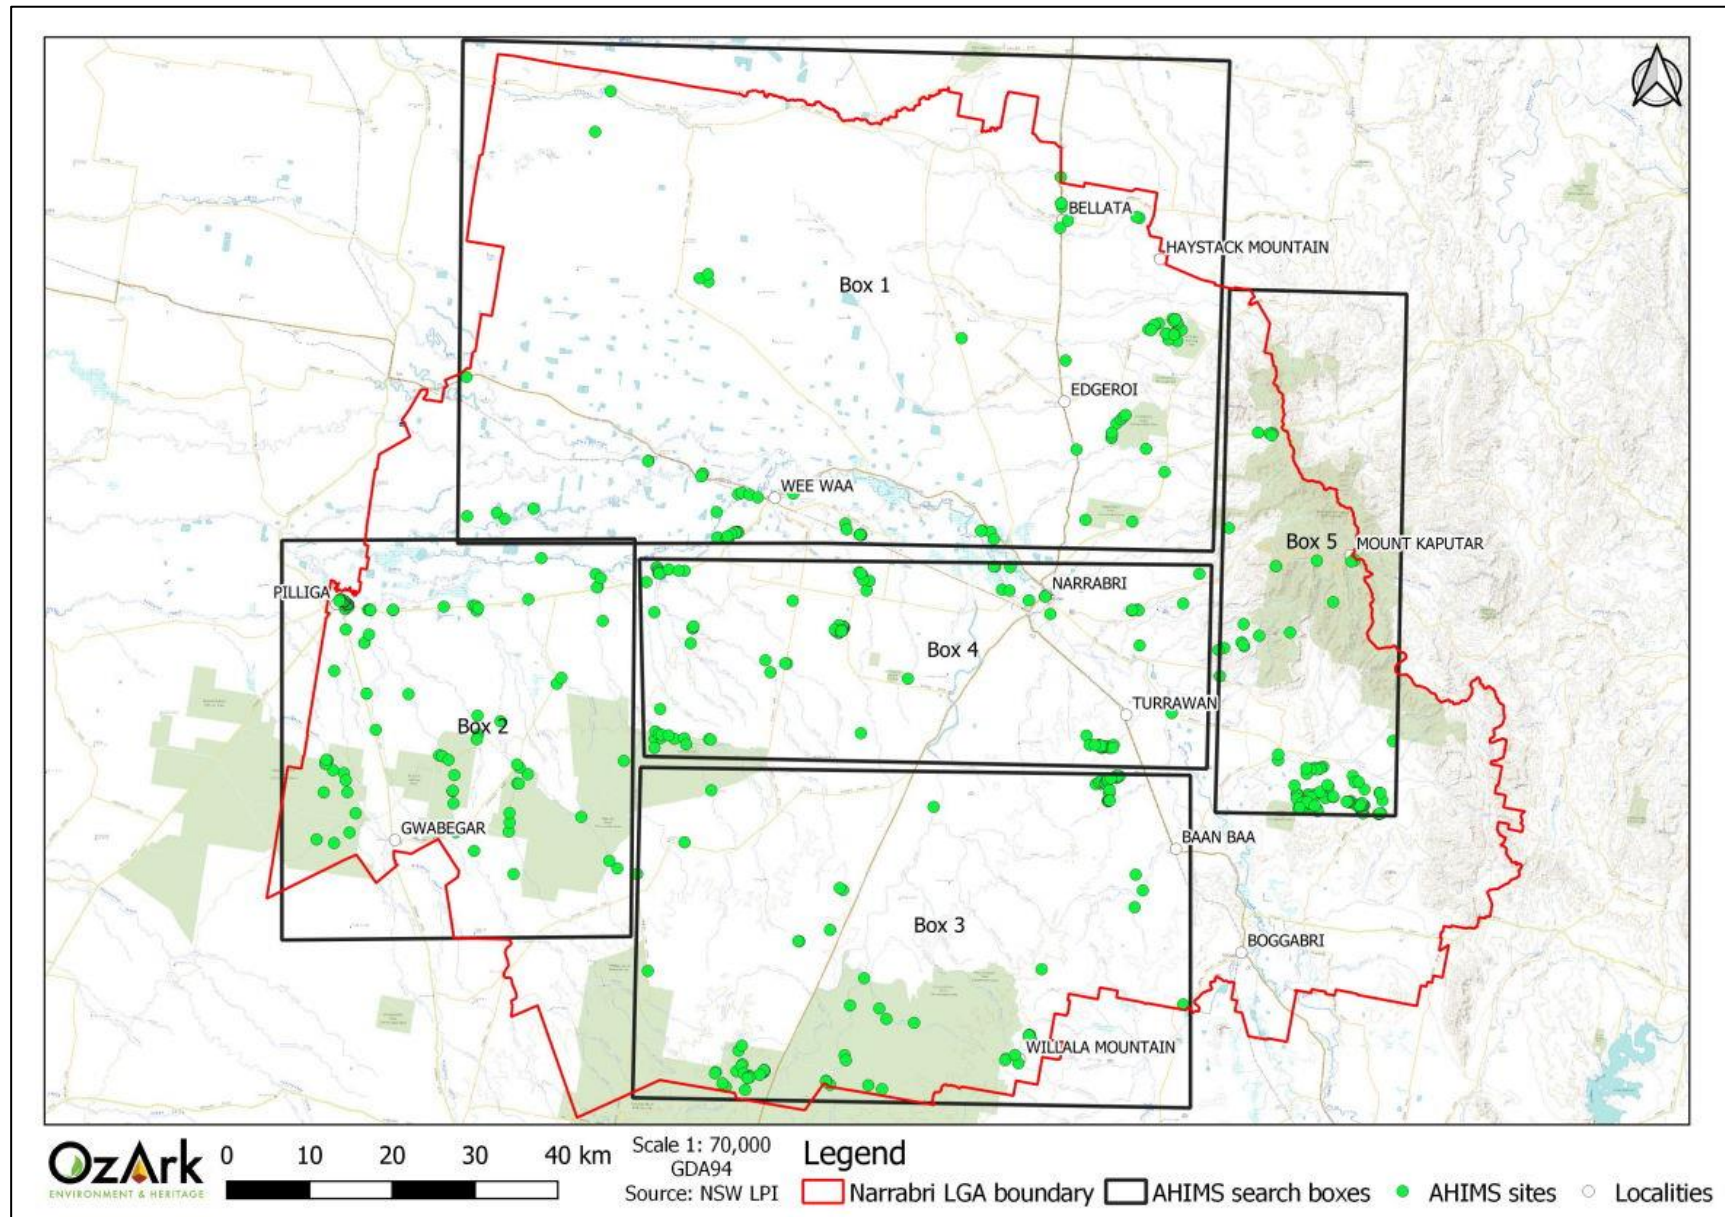 BELLATA
HAYSTACK MOUNTAIN
Box 1
EDGEROI
WEE WAA
Box 5
MOUNT KAPUTAR
PILLIGA
NARRABRI
Box 4
TURRAWAN
Box 2
GWABEGAR
BAAN BAA
Box 3
BOGGABRI
WILLALA MOUNTAIN
OzArk
ENVIRONMENT & HERITAGE
0 10 20 30 40 km
Scale 1: 70,000
GDA94
Source: NSW LPI
Legend
Narrabri LGA boundary
AHIMS search boxes
AHIMS sites
Localities